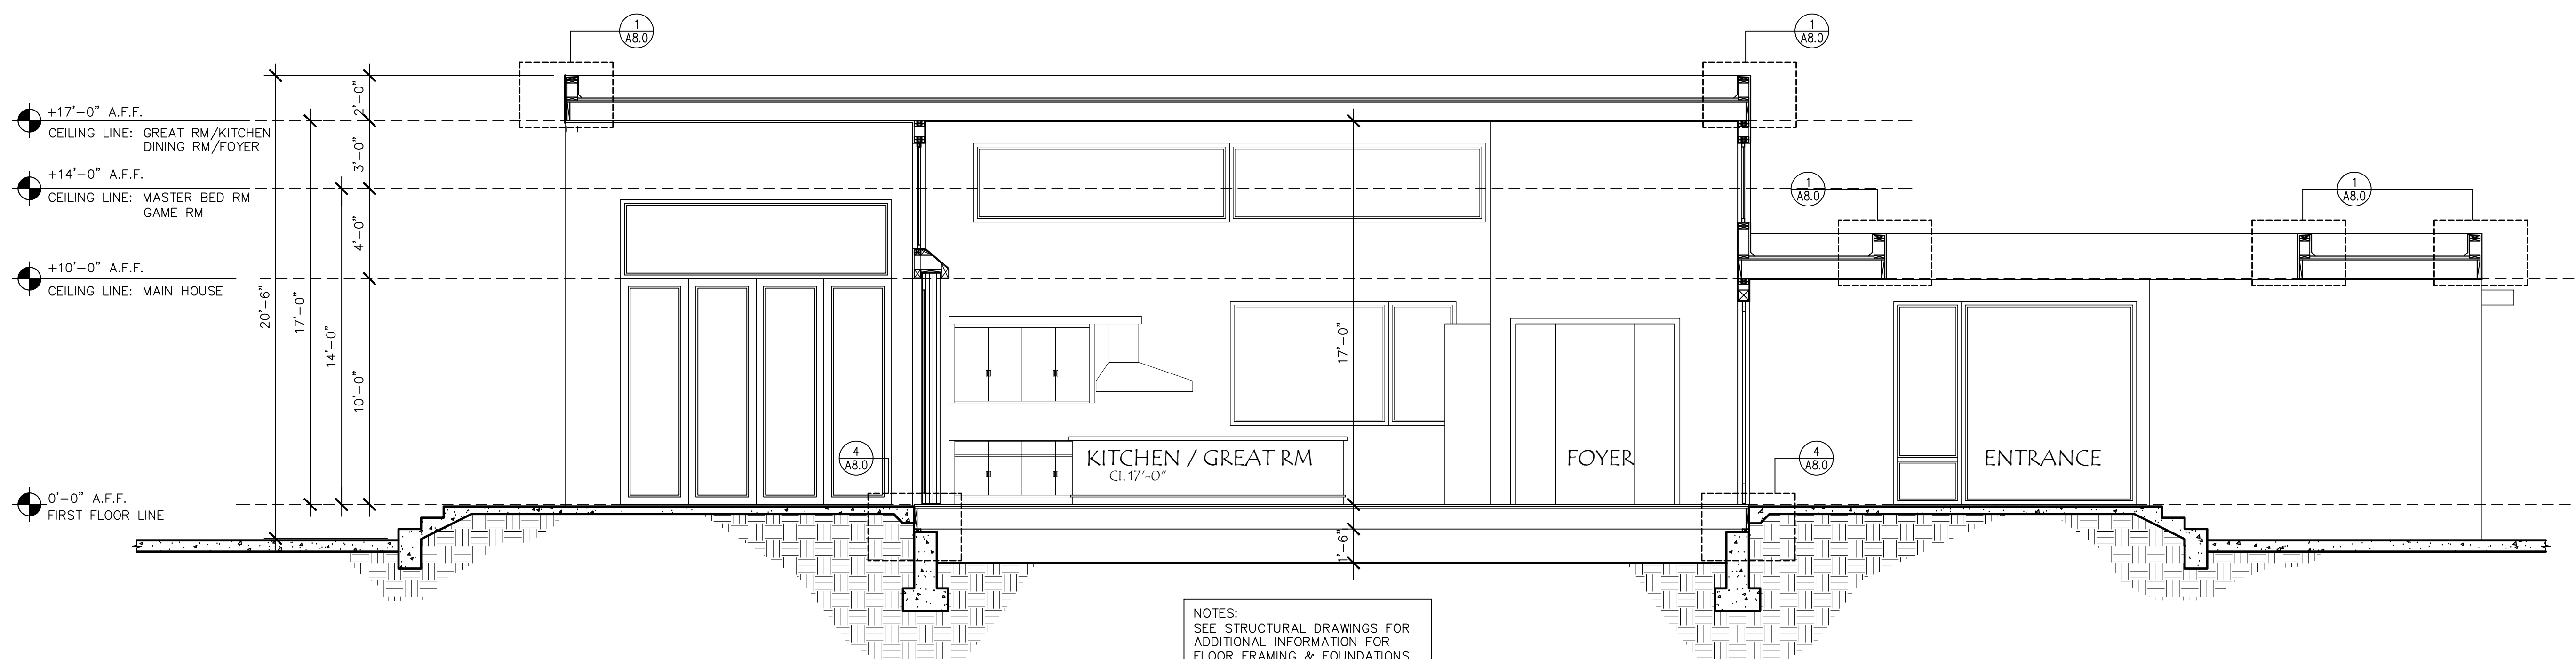 1
A8.0
1
A8.0
+17'-0" A.F.F.
CEILING LINE: GREAT RM/KITCHEN
DINING RM/FOYER
+14'-0" A.F.F.
CEILING LINE: MASTER BED RM
GAME RM
+10'-0" A.F.F.
CEILING LINE: MAIN HOUSE
0'-0" A.F.F.
FIRST FLOOR LINE
20'-6"
17'-0"
14'-0"
2'-0"
3'-0"
4'-0"
10'-0"
1
A8.0
1
A8.0
17'-0"
4
A8.0
KITCHEN / GREAT RM
CL 17'-0"
FOYER
4
A8.0
ENTRANCE
1'-6"
NOTES:
SEE STRUCTURAL DRAWINGS FOR
ADDITIONAL INFORMATION FOR
FLOOR FRAMING & FOUNDATIONS